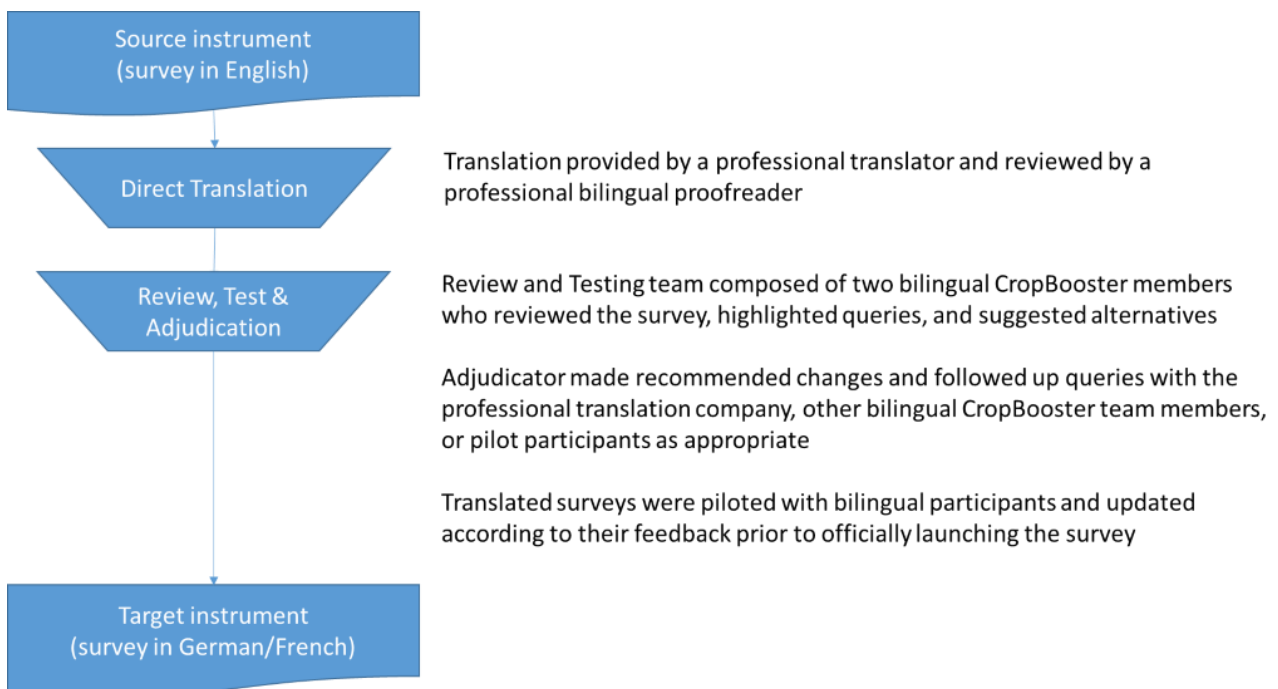 Source instrument
(survey in English)
Direct Translation
Translation provided by a professional translator and reviewed by a
professional bilingual proofreader
Review, Test &
Adjudication
Review and Testing team composed of two bilingual CropBooster members
who reviewed the survey, highlighted queries, and suggested alternatives
Adjudicator made recommended changes and followed up queries with the
professional translation company, other bilingual CropBooster team members,
or pilot participants as appropriate
Translated surveys were piloted with bilingual participants and updated
according to their feedback prior to officially launching the survey
Target instrument
(survey in German/French)